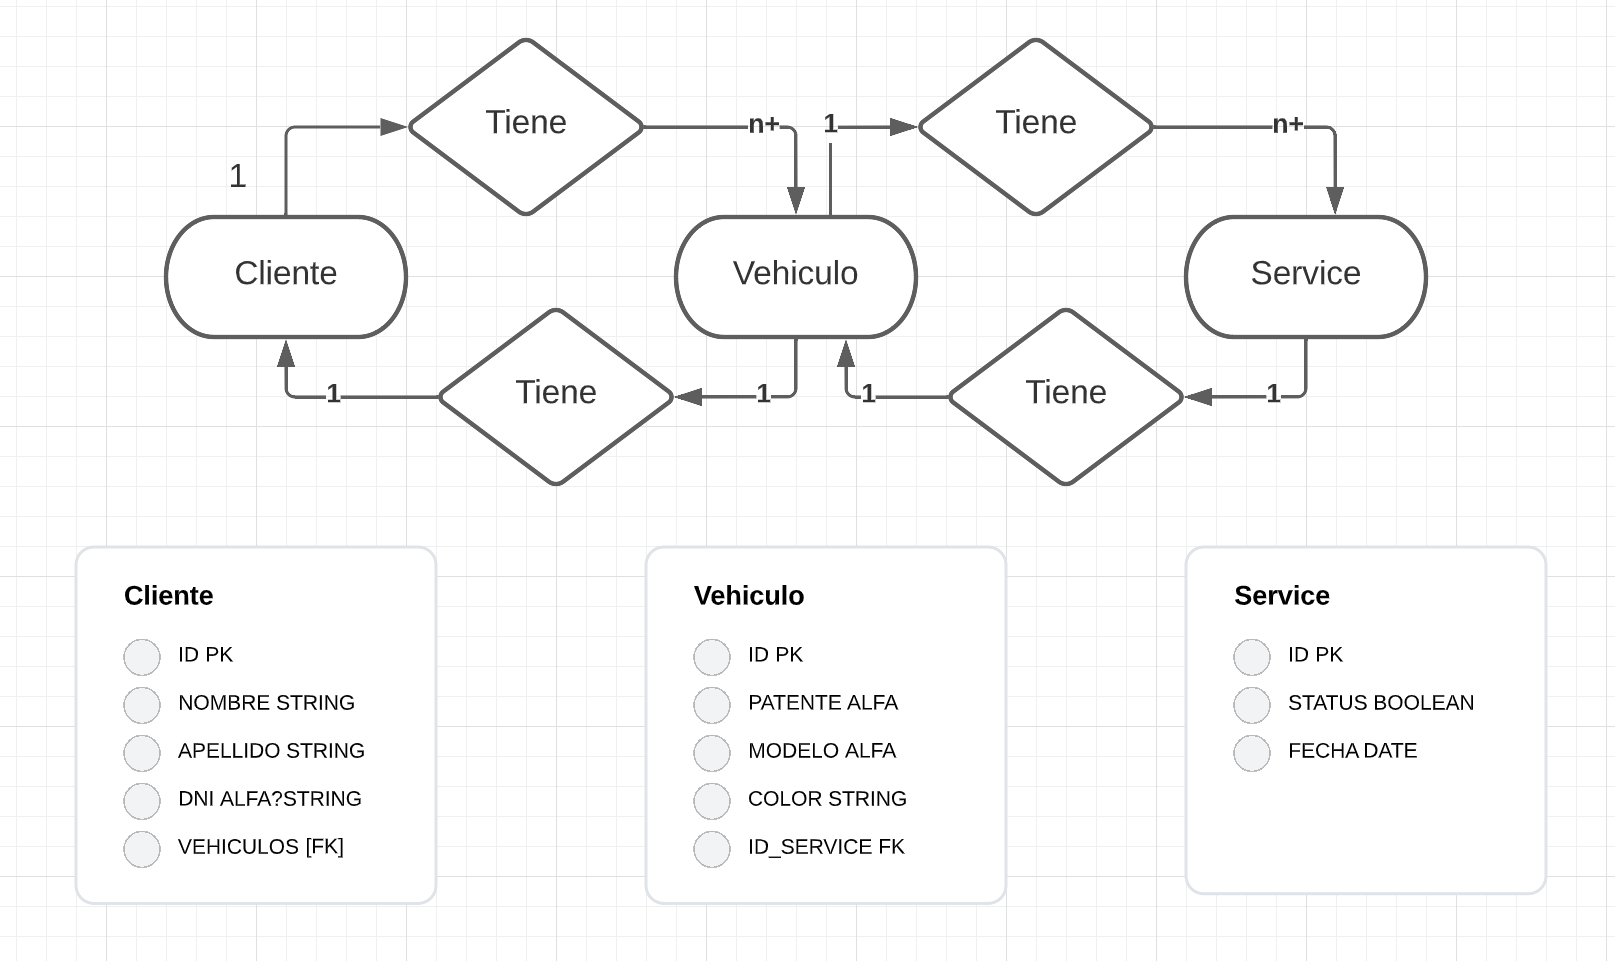 Tiene
Tiene
n+
1
n+
1
Cliente
Vehiculo
Service
Tiene
Tiene
1
1
1
1
Cliente
ID PK
NOMBRE STRING
APELLIDO STRING
DNI ALFA?STRING
VEHICULOS [FK]
Vehiculo
ID PK
PATENTE ALFA
MODELO ALFA
COLOR STRING
ID_SERVICE FK
Service
ID PK
STATUS BOOLEAN
FECHA DATE